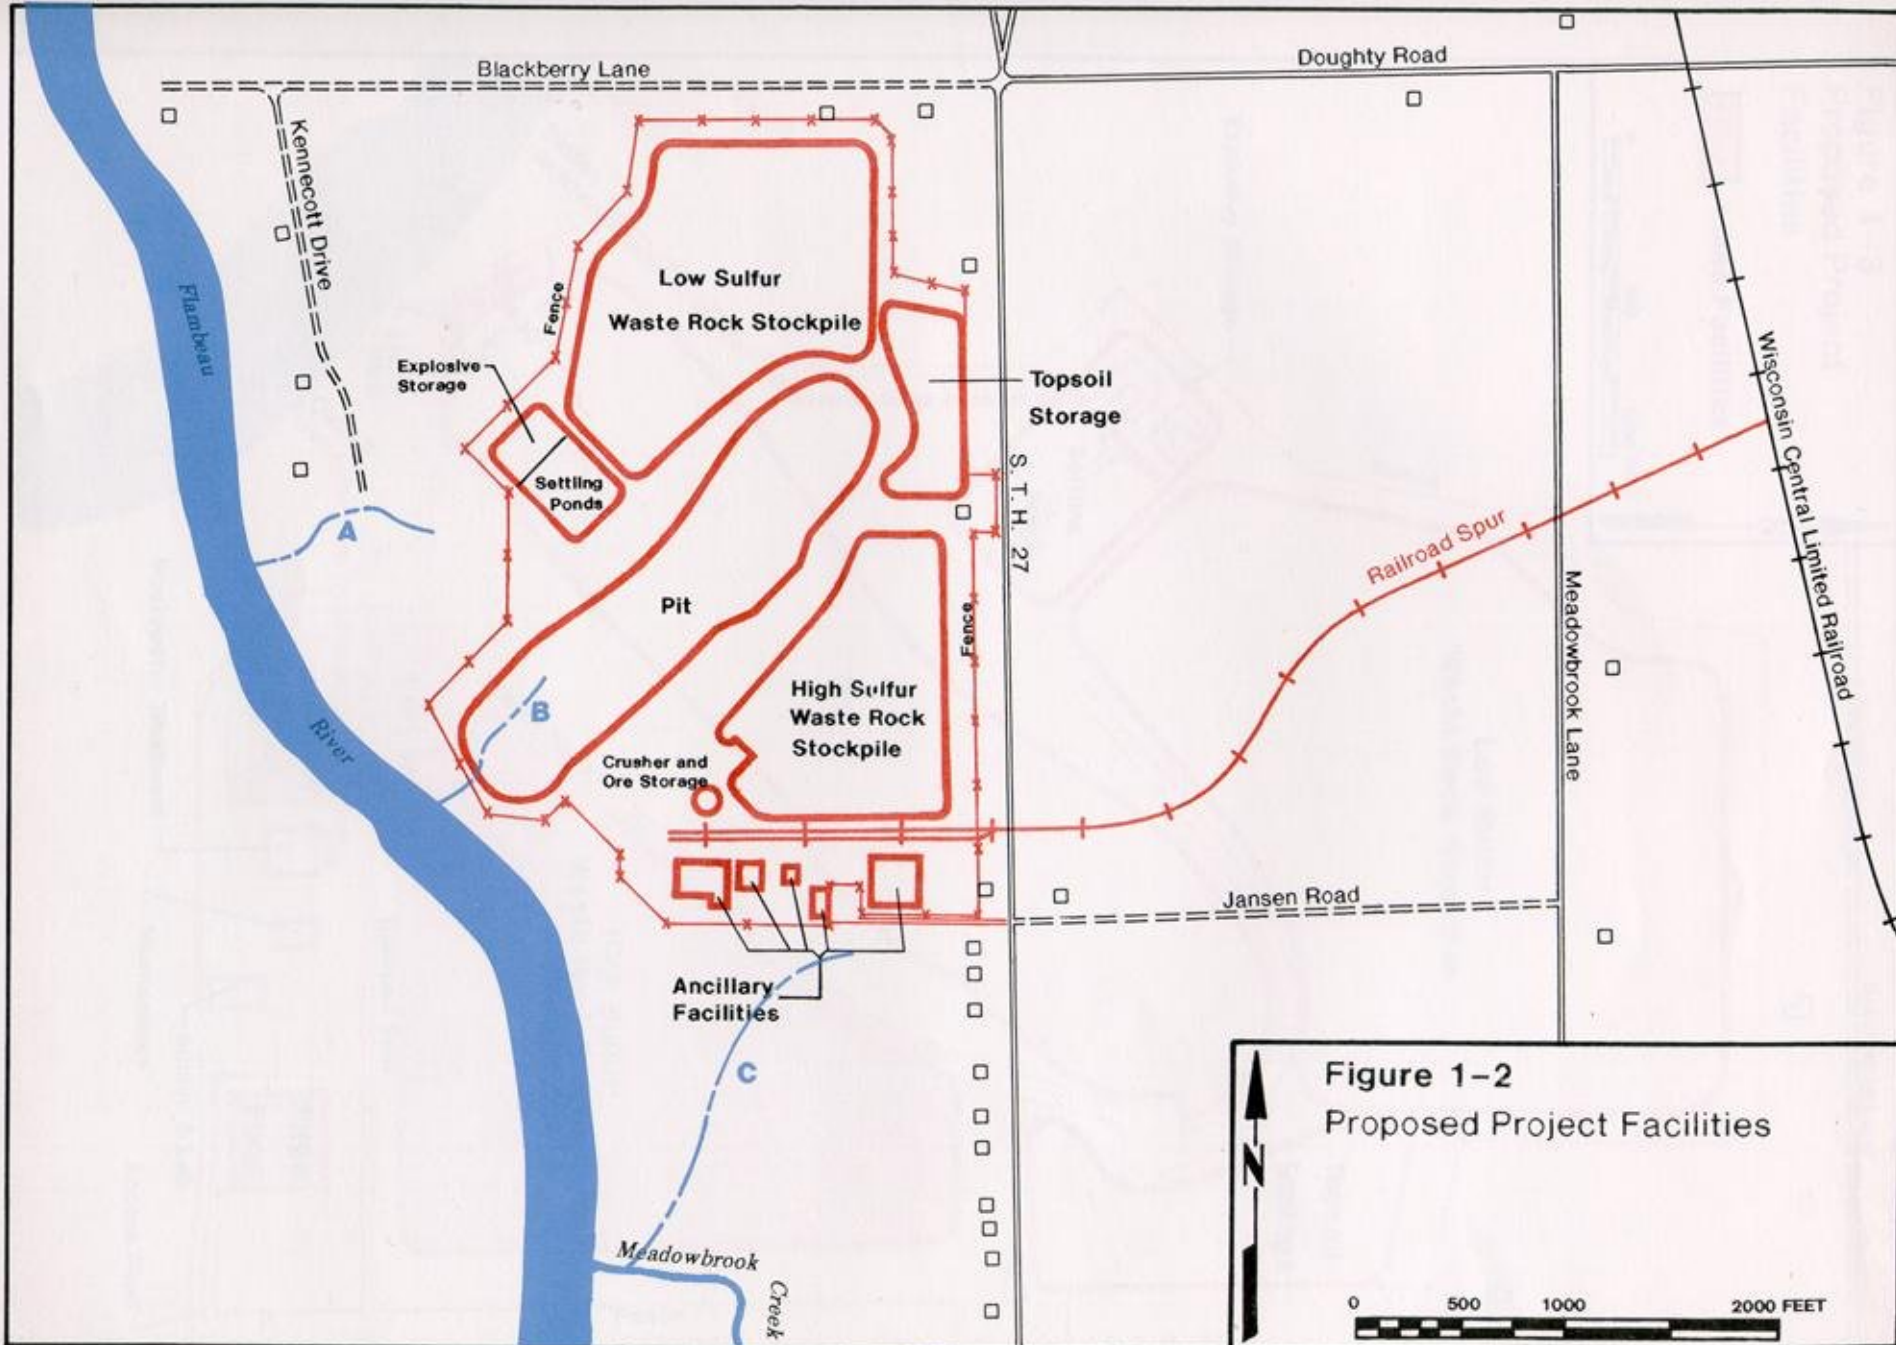 Doughty Road
Blackberry Lane
Kennecott Drive
Flambeau
River
Low Sulfur
Waste Rock Stockpile
Fence
Explosive
Storage
Settling
Ponds
Topsoil
Storage
S. T. H. 27
A
Pit
B
Fence
High Sulfur
Waste Rock
Stockpile
Crusher and
Ore Storage
Railroad Spur
Wisconsin Central Limited Railroad
Meadowbrook Lane
Jansen Road
Ancillary
Facilities
C
Meadowbrook
Creek
Figure 1-2
Proposed Project Facilities
N
0 500 1000 2000 FEET